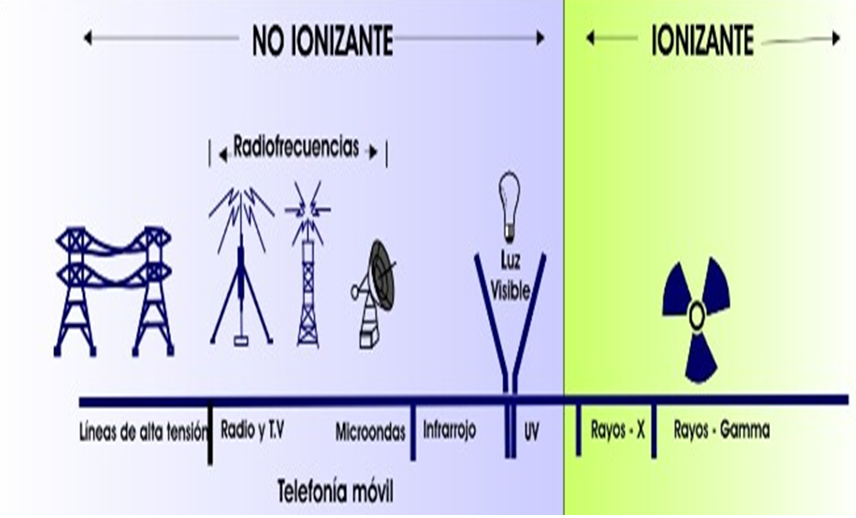 NO IONIZANTE
IONIZANTE
Radiofrecuencias
Luz
Visible
Líneas de alta tensión
Radio y T.V
Microondas
Infrarrojo
UV
Rayos - X
Rayos - Gamma
Telefonía móvil